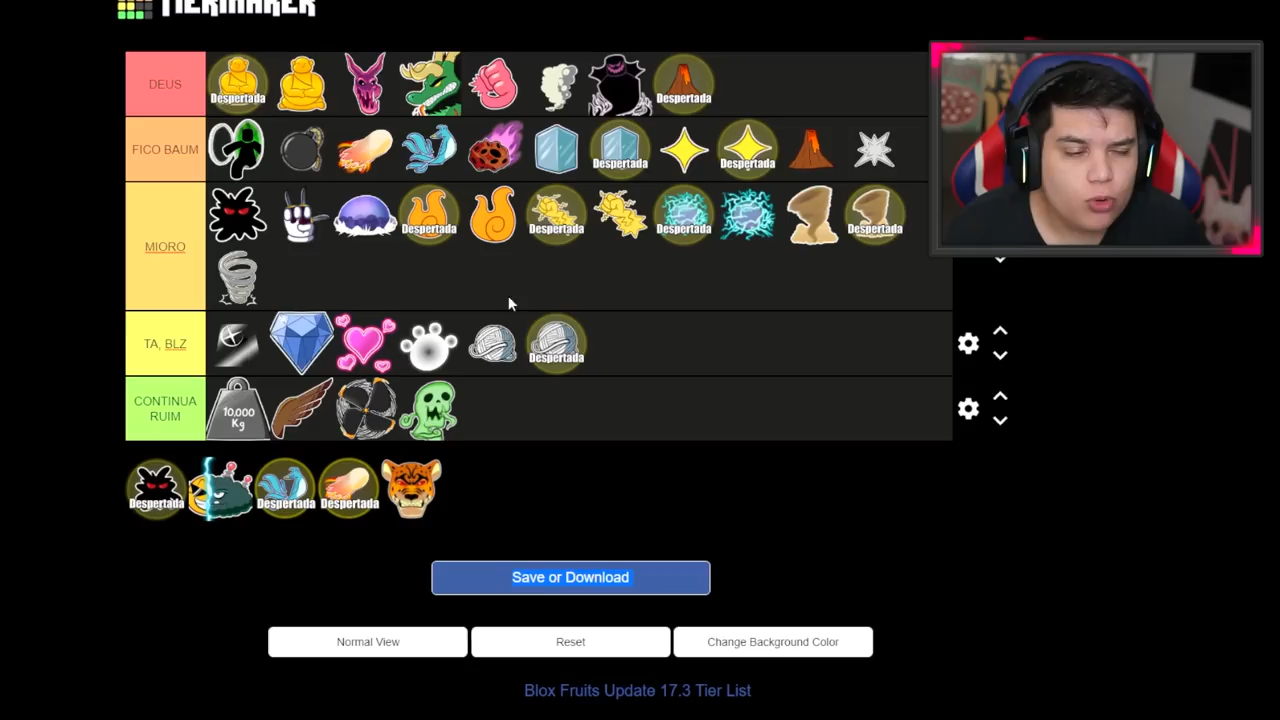 TIERMAKER
DEUS
Despertada
Despertada
FICO BAUM
Despertada
Despertada
MIORO
Despertada
Despertada
Despertada
Despertada
TA, BLZ
Despertada
CONTINUA
RUIM
10.000
Kg
Despertada
Despertada
Despertada
Save or Download
Normal View
Reset
Change Background Color
Blox Fruits Update 17.3 Tier List